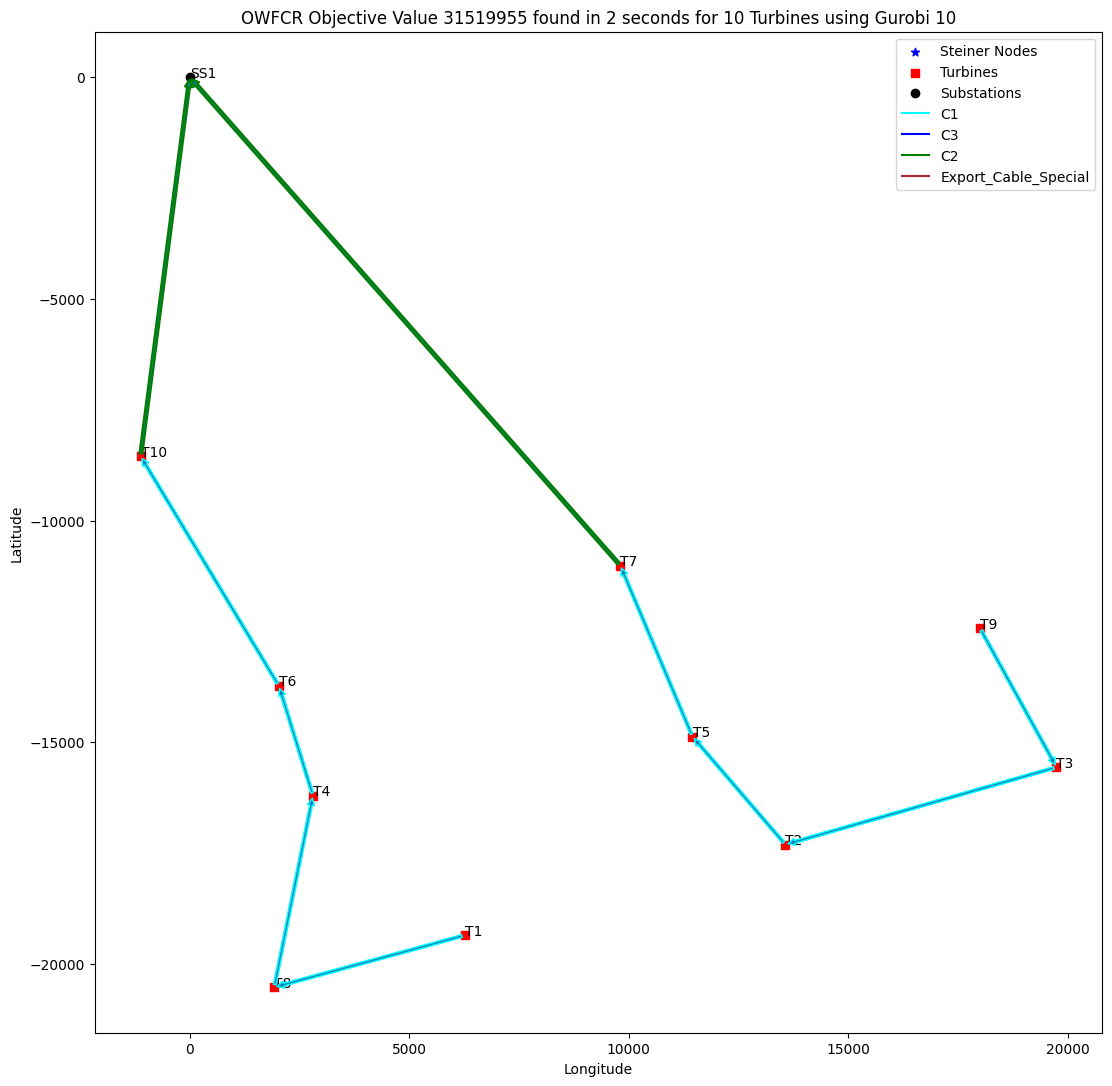 OWFCR Objective Value 31519955 found in 2 seconds for 10 Turbines using Gurobi 10
Steiner Nodes
Turbines
Substations
C1
C3
C2
Export_Cable_Special
SS1
T10
T7
T9
T6
T5
T3
T4
T2
T1
T8
0
−5000
−10000
−15000
−20000
Latitude
0
5000
10000
15000
20000
Longitude